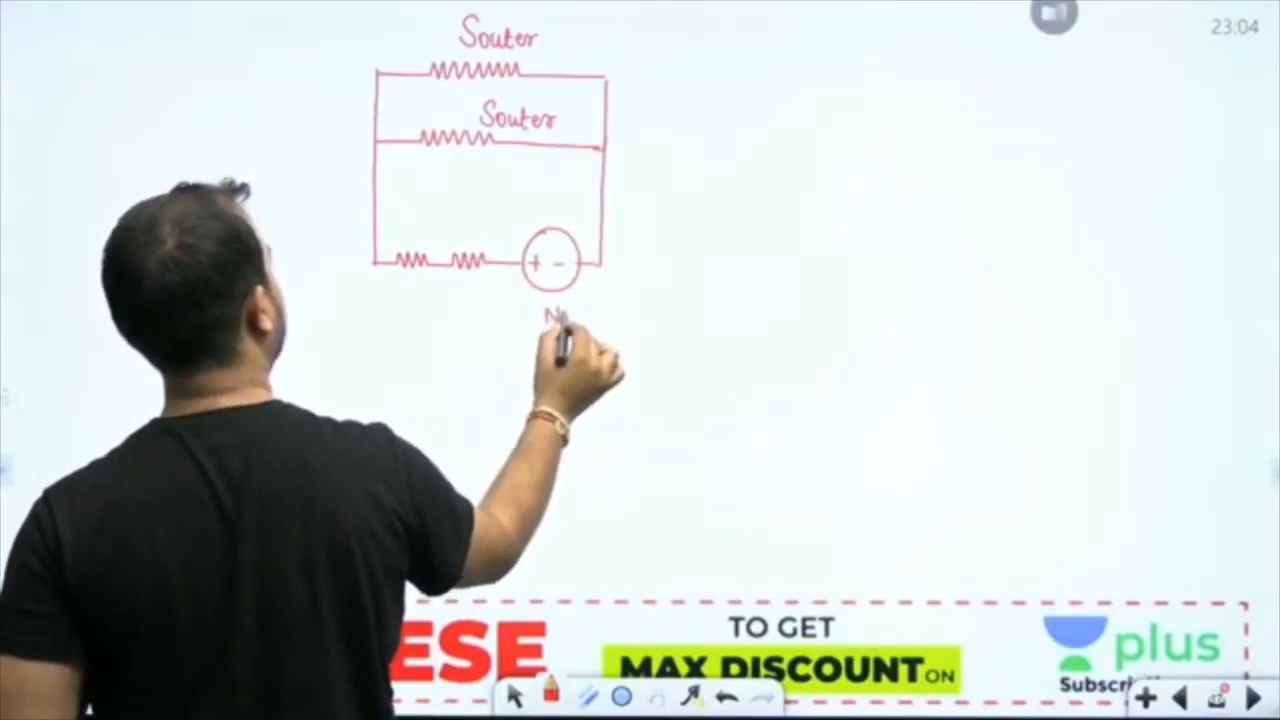 23:04
Souter
Souter
+ -
N
ESE
TO GET
MAX DISCOUNT ON
plus